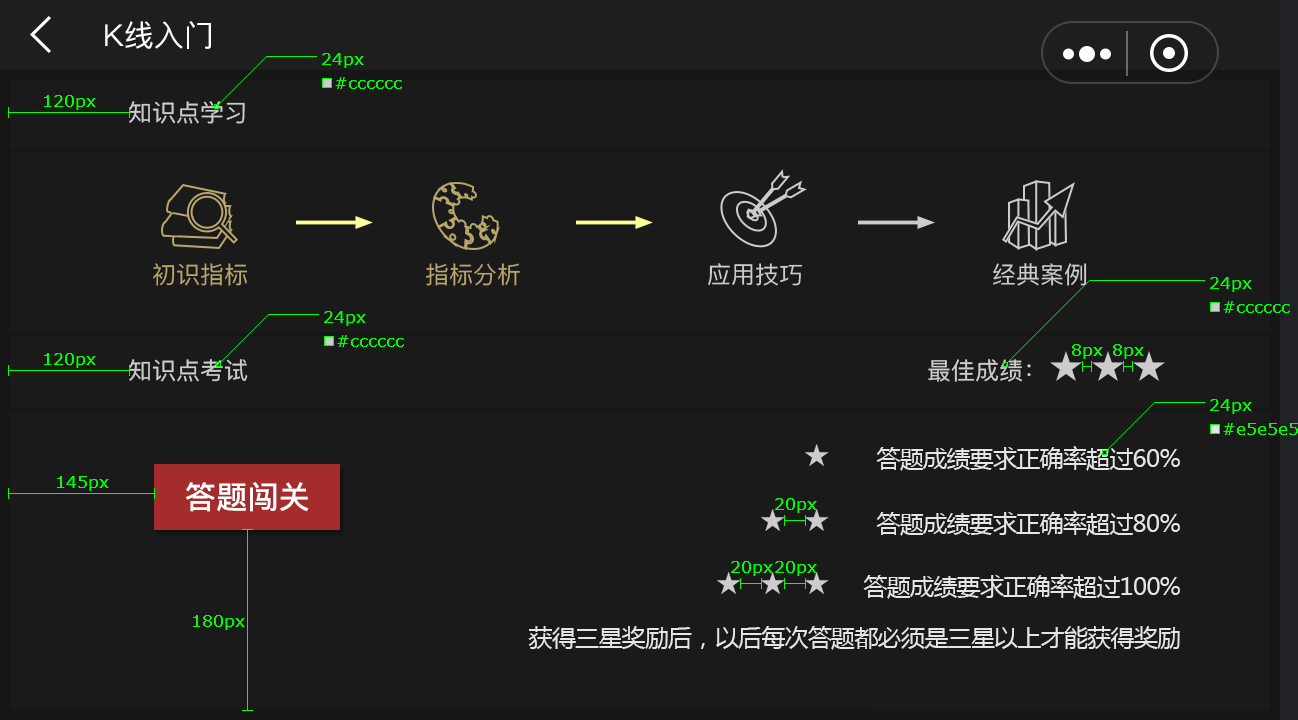 K线入门
24px
#cccccc
120px
知识点学习
初识指标
指标分析
应用技巧
经典案例
24px
#cccccc
24px
#cccccc
120px
知识点考试
最佳成绩：
8px 8px
24px
#e5e5e5
答题成绩要求正确率超过60%
145px
答题闯关
20px
答题成绩要求正确率超过80%
20px 20px
答题成绩要求正确率超过100%
180px
获得三星奖励后，以后每次答题都必须是三星以上才能获得奖励